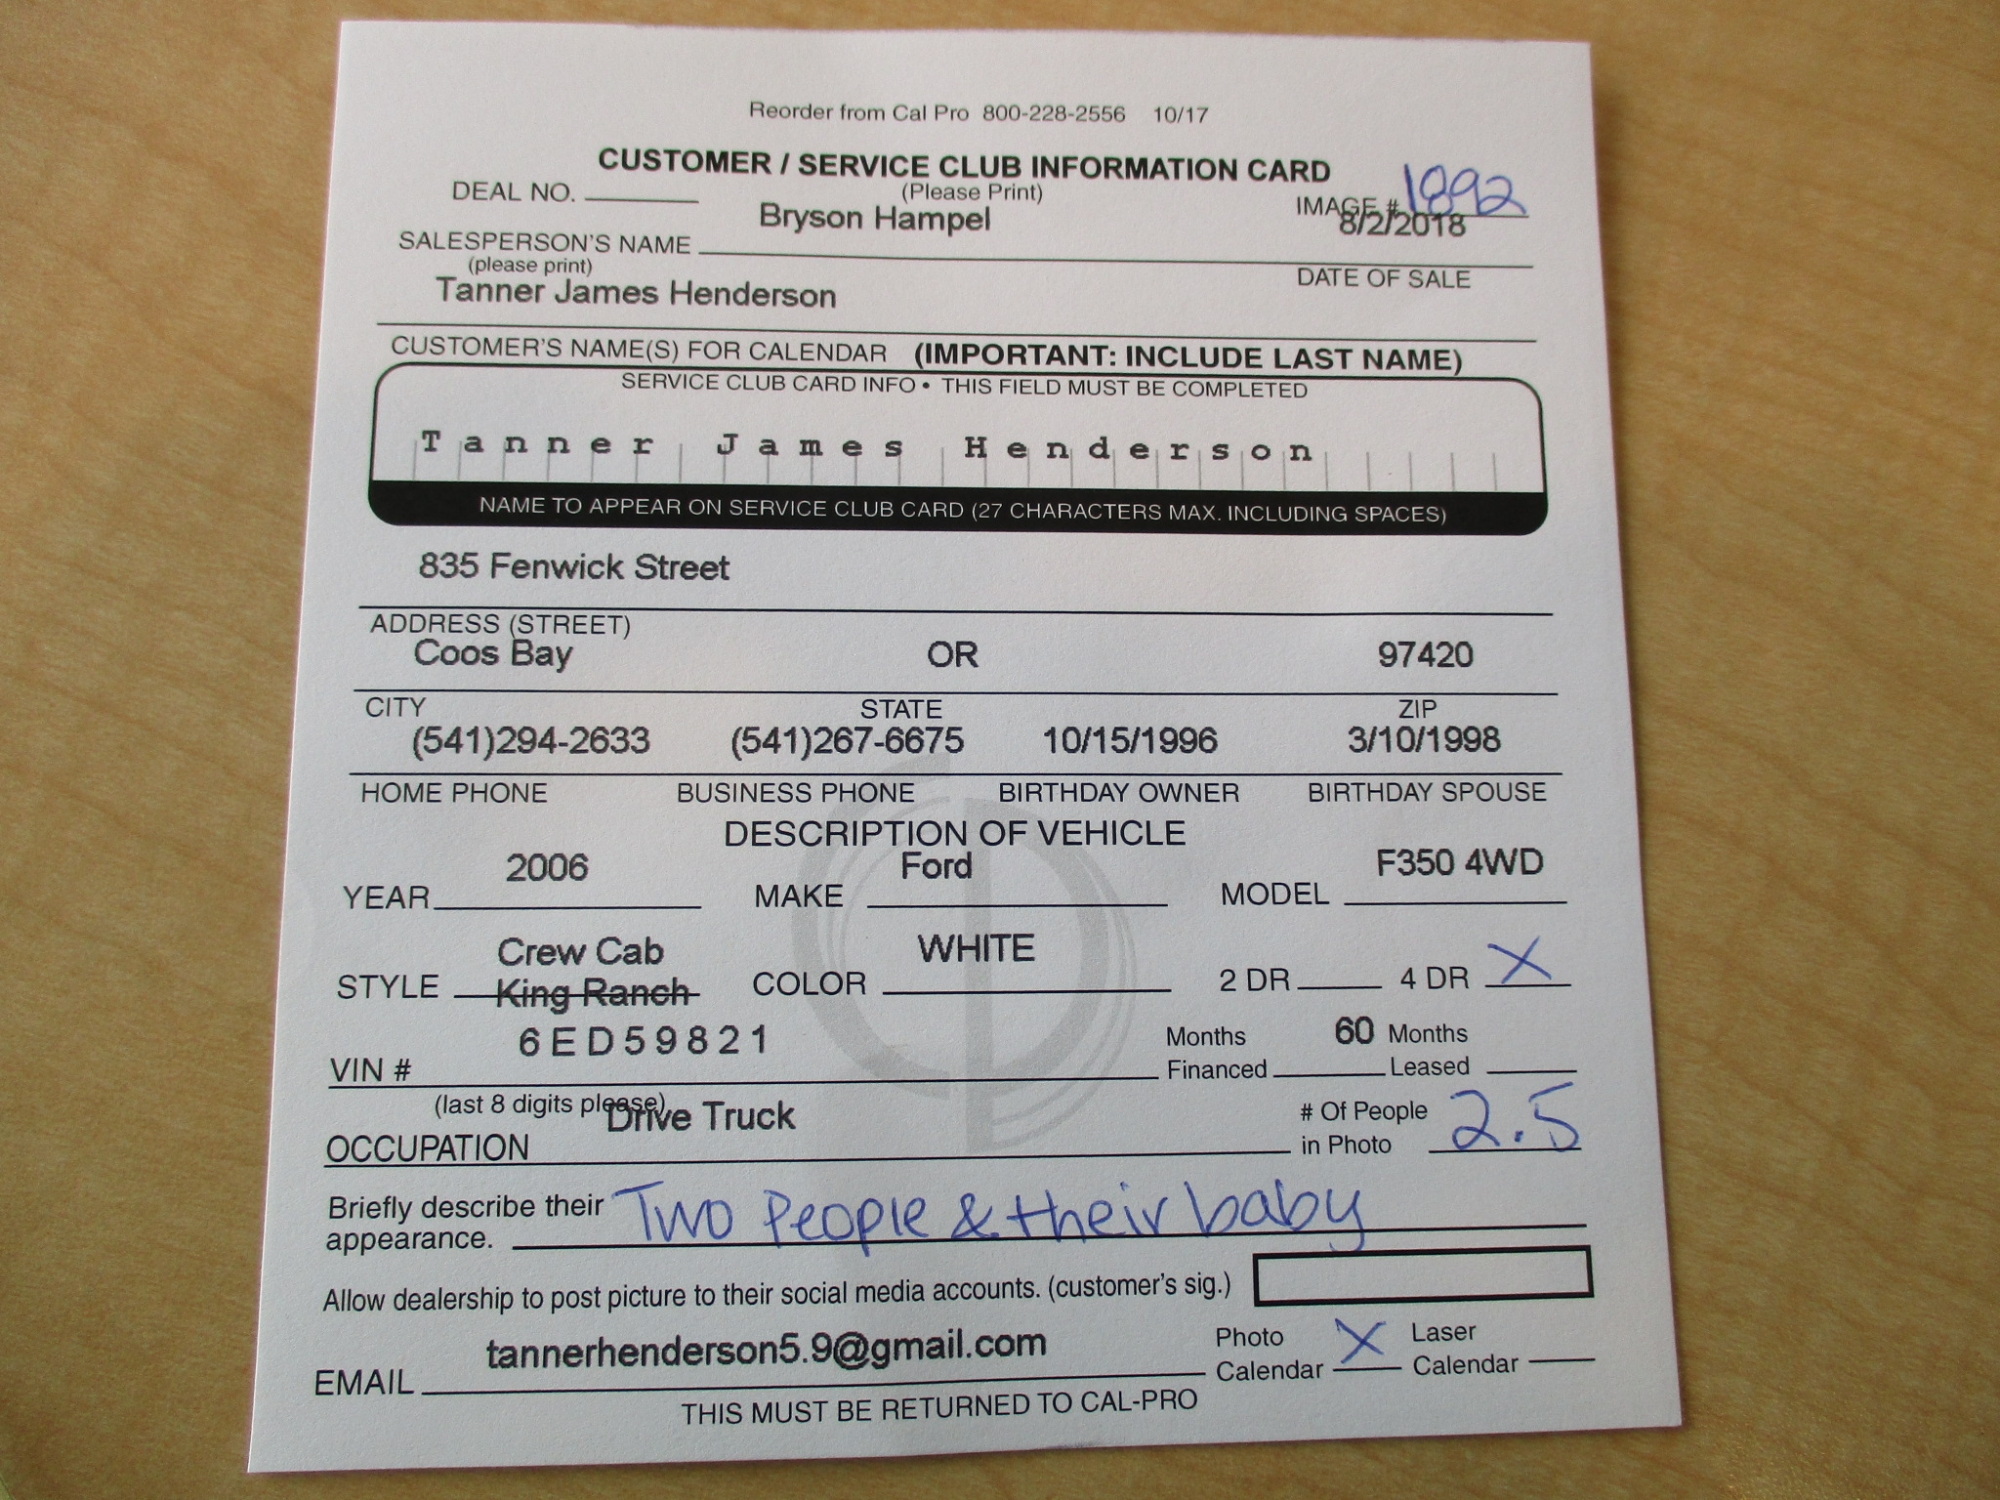 Reorder from Cal Pro 800-228-2556 10/17
CUSTOMER / SERVICE CLUB INFORMATION CARD
DEAL NO. (Please Print) IMAGE # 1892
Bryson Hampel 8/2/2018
SALESPERSON'S NAME
(please print) DATE OF SALE
Tanner James Henderson
CUSTOMER'S NAME(S) FOR CALENDAR (IMPORTANT: INCLUDE LAST NAME)
SERVICE CLUB CARD INFO • THIS FIELD MUST BE COMPLETED
Tanner James Henderson
NAME TO APPEAR ON SERVICE CLUB CARD (27 CHARACTERS MAX. INCLUDING SPACES)
835 Fenwick Street
ADDRESS (STREET)
Coos Bay OR 97420
CITY STATE ZIP
(541)294-2633 (541)267-6675 10/15/1996 3/10/1998
HOME PHONE BUSINESS PHONE BIRTHDAY OWNER BIRTHDAY SPOUSE
DESCRIPTION OF VEHICLE
2006 Ford F350 4WD
YEAR MAKE MODEL
Crew Cab WHITE
STYLE King Ranch COLOR 2 DR 4 DR X
6ED59821 Months 60 Months
VIN # Financed Leased
(last 8 digits please) Drive Truck # Of People 2.5
OCCUPATION in Photo
Briefly describe their Two People & their baby
appearance.
Allow dealership to post picture to their social media accounts. (customer's sig.)
tannerhenderson5.9@gmail.com Photo X Laser
EMAIL Calendar Calendar
THIS MUST BE RETURNED TO CAL-PRO